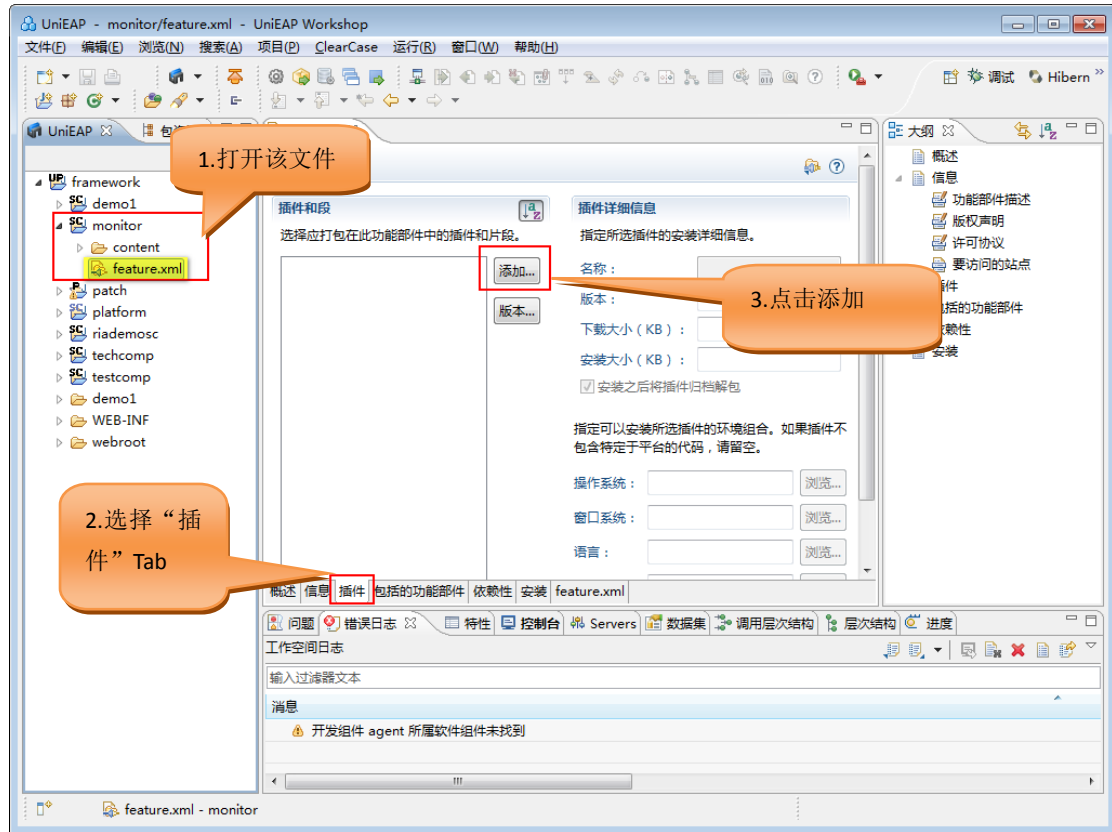 UniEAP - monitor/feature.xml - UniEAP Workshop
文件(F) 编辑(E) 浏览(N) 搜索(A) 项目(P) ClearCase 运行(R) 窗口(W) 帮助(H)
调试 Hibern
UniEAP
1.打开该文件
framework
demo1
monitor
content
feature.xml
patch
platform
riademosc
techcomp
testcomp
demo1
WEB-INF
webroot
2.选择“插
件”Tab
插件和段
选择应打包在此功能部件中的插件和片段。
添加...
版本...
插件详细信息
指定所选插件的安装详细信息。
名称：
版本：
下载大小（KB）：
安装大小（KB）：
安装之后将插件归档解包
指定可以安装所选插件的环境组合。如果插件不
包含特定于平台的代码，请留空。
操作系统： 浏览...
窗口系统： 浏览...
语言： 浏览...
3.点击添加
概述 信息 插件 包括的功能部件 依赖性 安装 feature.xml
大纲
概述
信息
功能部件描述
版权声明
许可协议
要访问的站点
件
括的功能部件
赖性
安装
问题 错误日志 特性 控制台 Servers 数据集 调用层次结构 层次结构 进度
工作空间日志
输入过滤器文本
消息
开发组件 agent 所属软件组件未找到
feature.xml - monitor